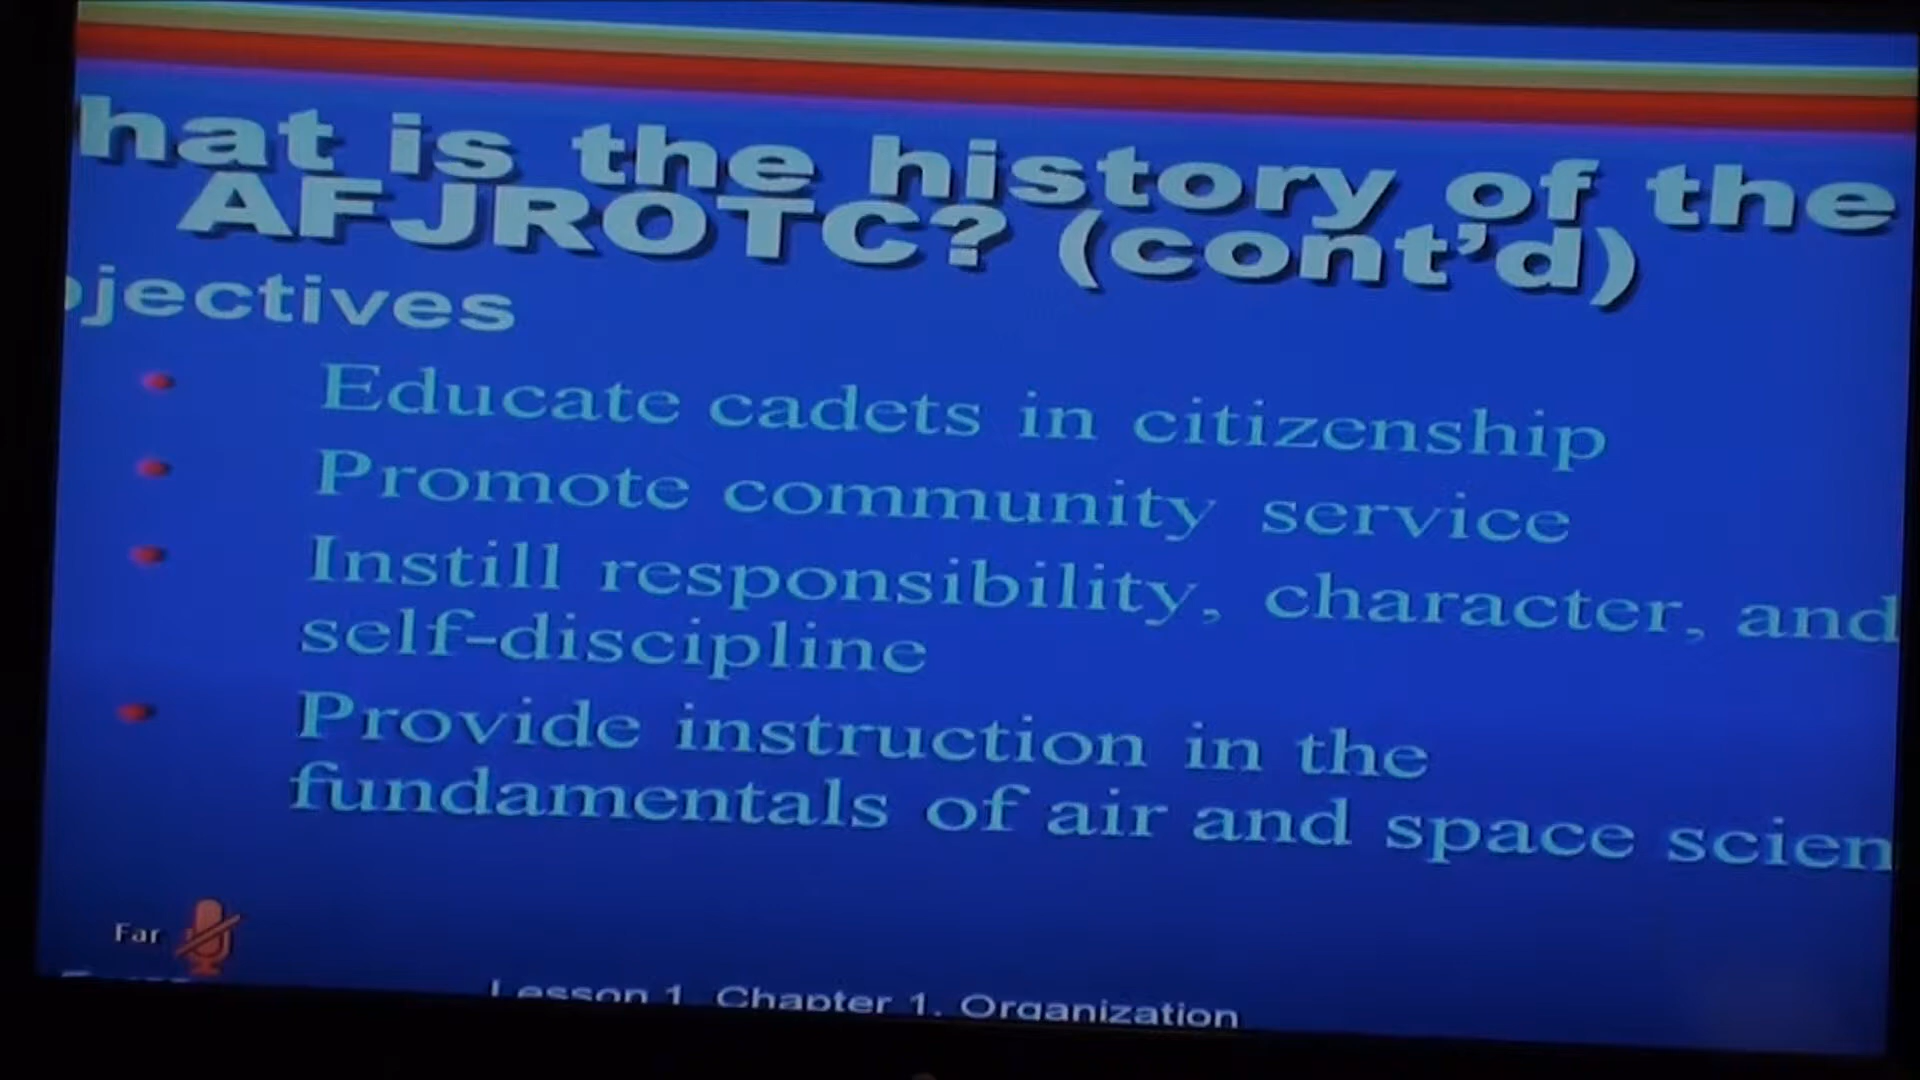 hat is the history of the
AFJROTC? (cont'd)
jectives
Educate cadets in citizenship
Promote community service
Instill responsibility, character, and
self-discipline
Provide instruction in the
fundamentals of air and space scien
Far
Lesson 1, Chapter 1. Organization